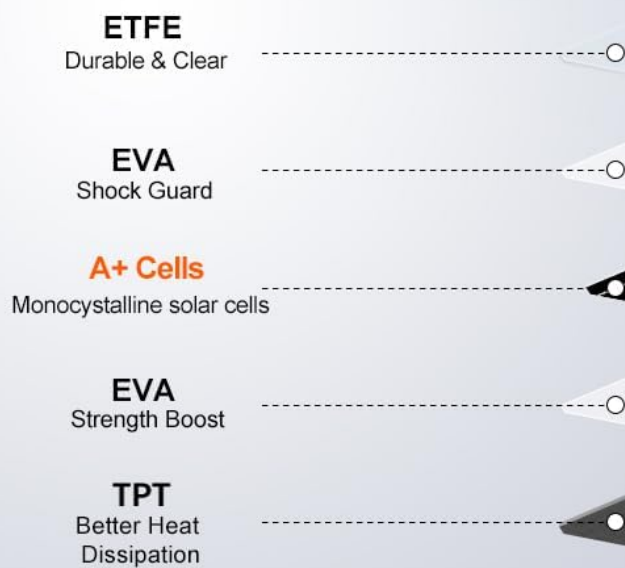 ETFE
Durable & Clear
EVA
Shock Guard
A+ Cells
Monocystalline solar cells
EVA
Strength Boost
TPT
Better Heat
Dissipation